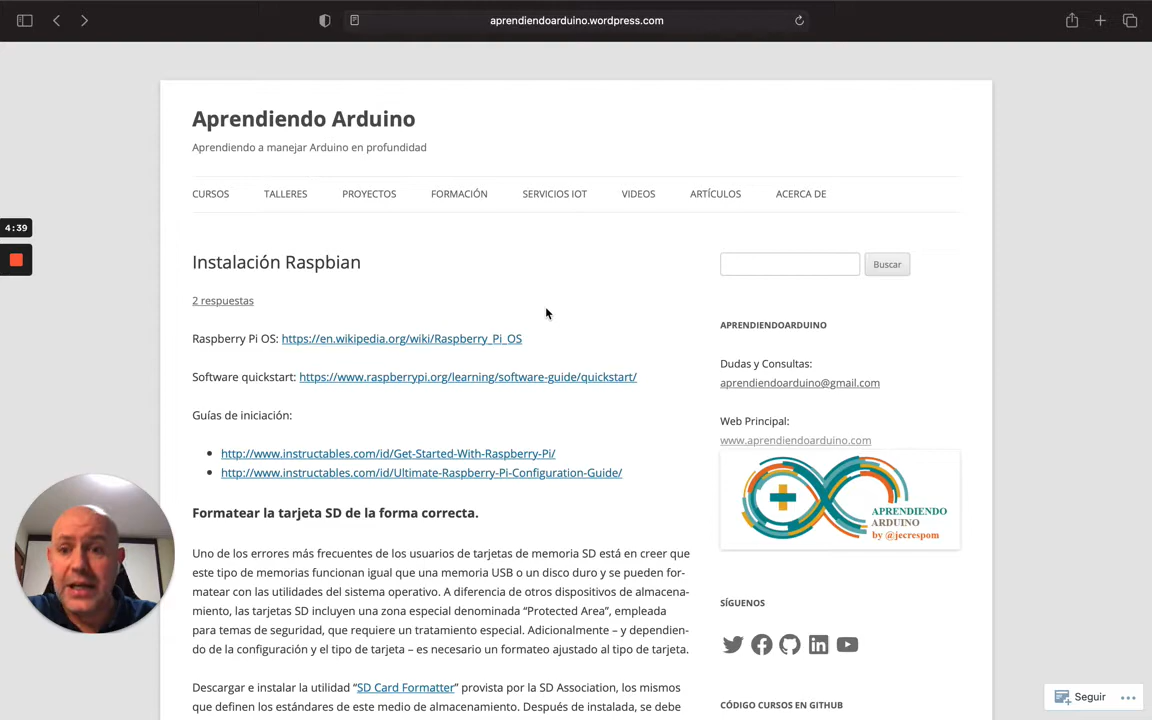 aprendiendoarduino.wordpress.com
Aprendiendo Arduino
Aprendiendo a manejar Arduino en profundidad
CURSOS TALLERES PROYECTOS FORMACIÓN SERVICIOS IOT VIDEOS ARTÍCULOS ACERCA DE
4:39
Instalación Raspbian
2 respuestas
Raspberry Pi OS: https://en.wikipedia.org/wiki/Raspberry_Pi_OS
Software quickstart: https://www.raspberrypi.org/learning/software-guide/quickstart/
Guías de iniciación:
http://www.instructables.com/id/Get-Started-With-Raspberry-Pi/
http://www.instructables.com/id/Ultimate-Raspberry-Pi-Configuration-Guide/
Formatear la tarjeta SD de la forma correcta.
Uno de los errores más frecuentes de los usuarios de tarjetas de memoria SD está en creer que
este tipo de memorias funcionan igual que una memoria USB o un disco duro y se pueden for-
matear con las utilidades del sistema operativo. A diferencia de otros dispositivos de almacena-
miento, las tarjetas SD incluyen una zona especial denominada “Protected Area”, empleada
para temas de seguridad, que requiere un tratamiento especial. Adicionalmente – y dependien-
do de la configuración y el tipo de tarjeta – es necesario un formateo ajustado al tipo de tarjeta.
Descargar e instalar la utilidad “SD Card Formatter” provista por la SD Association, los mismos
que definen los estándares de este medio de almacenamiento. Después de instalada, se debe
Buscar
APRENDIENDOARDUINO
Dudas y Consultas:
aprendiendoarduino@gmail.com
Web Principal:
www.aprendiendoarduino.com
APRENDIENDO
ARDUINO
by @jecrespom
SÍGUENOS
CÓDIGO CURSOS EN GITHUB
Seguir